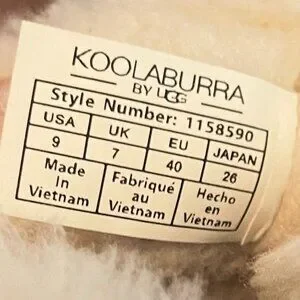 KOOLABURRA
BY UGG
Style Number: 1158590
USA UK EU JAPAN
9 7 40 26
Made In Vietnam Fabriqué au Vietnam Hecho en Vietnam